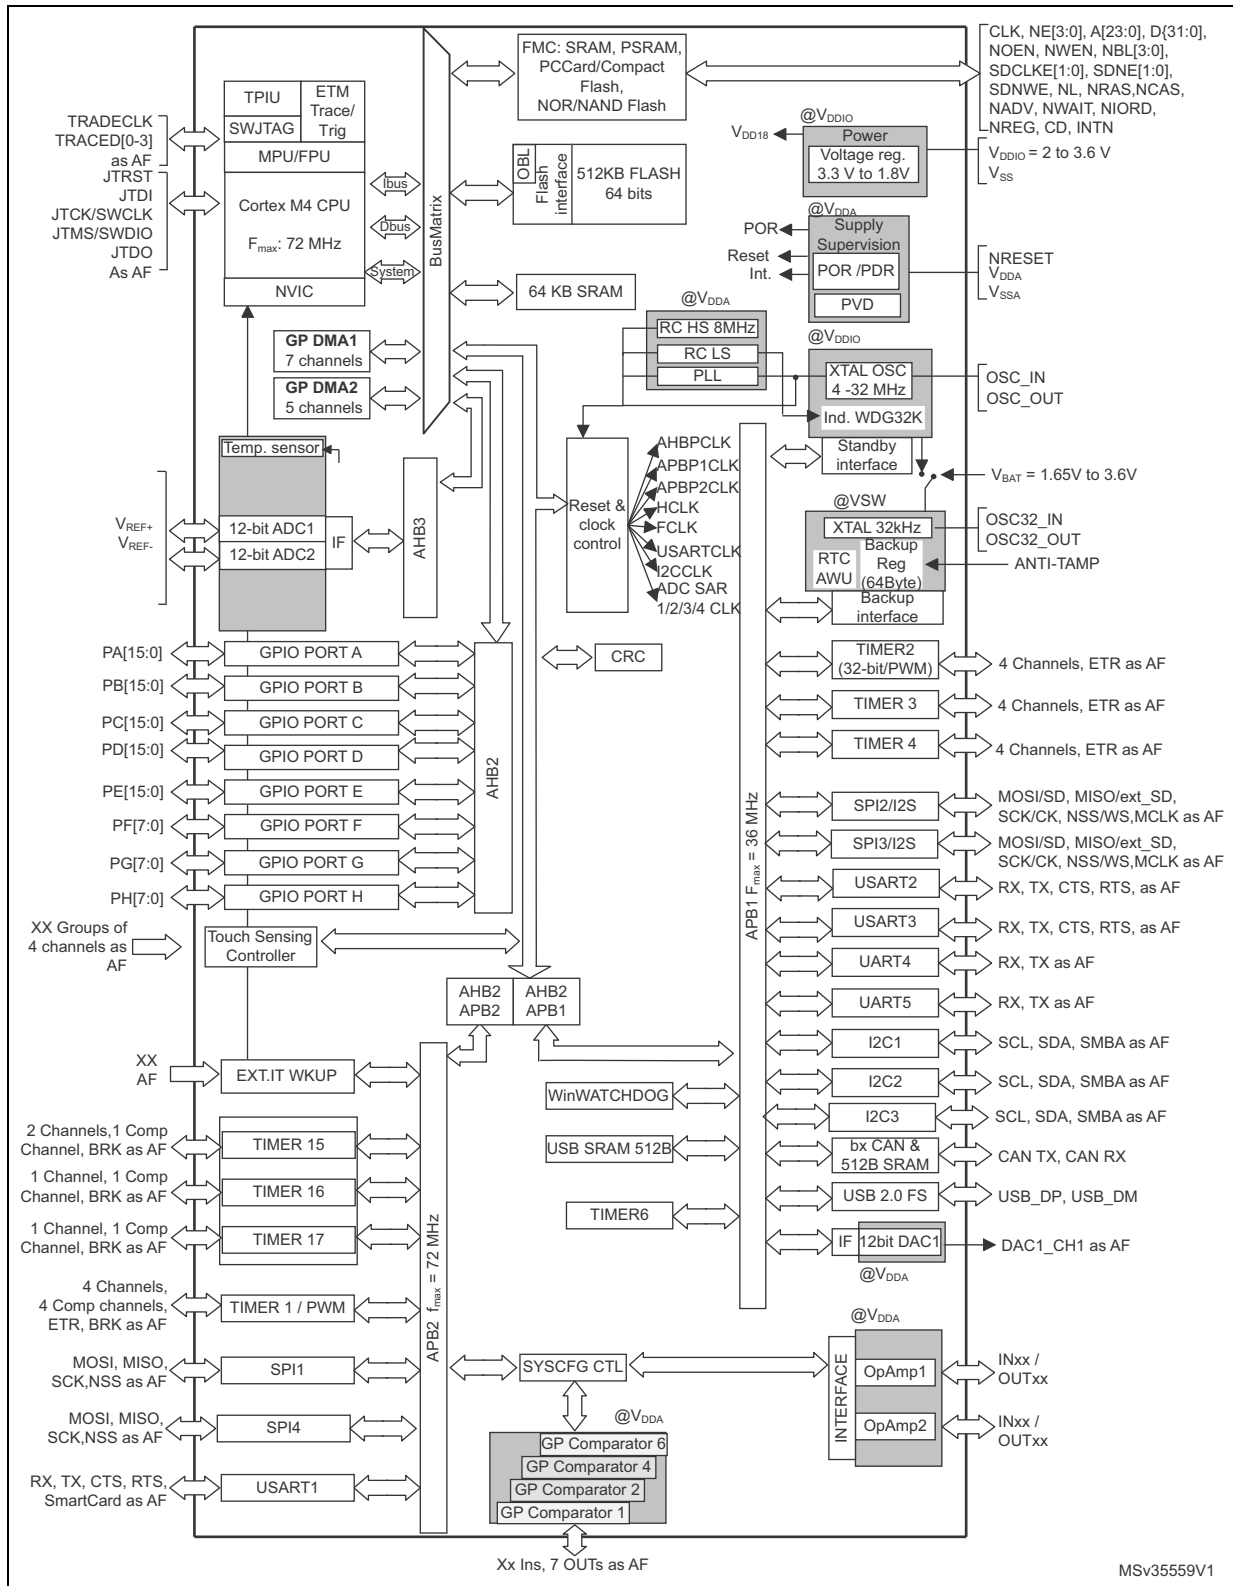 TPIU
ETM
Trace/
Trig
SWJTAG
MPU/FPU
Cortex M4 CPU
Fmax: 72 MHz
NVIC
TRADECLK
TRACED[0-3]
as AF
JTRST
JTDI
JTCK/SWCLK
JTMS/SWDIO
JTDO
As AF
Ibus
Dbus
System
BusMatrix
FMC: SRAM, PSRAM,
PCCard/Compact
Flash,
NOR/NAND Flash
CLK, NE[3:0], A[23:0], D{31:0),
NOEN, NWEN, NBL[3:0),
SDCLKE[1:0], SDNE[1:0),
SDNWE, NL, NRAS,NCAS,
NADV, NWAIT, NIORD,
NREG, CD, INTN
OBL
Flash
interface
512KB FLASH
64 bits
64 KB SRAM
@VDDIO
Power
VDD18
Voltage reg.
3.3 V to 1.8V
VDDIO = 2 to 3.6 V
VSS
@VDDA
Supply
Supervision
POR
Reset
Int.
POR /PDR
PVD
NRESET
VDDA
VSSA
GP DMA1
7 channels
GP DMA2
5 channels
@VDDA
RC HS 8MHz
RC LS
PLL
@VDDIO
XTAL OSC
4 -32 MHz
Ind. WDG32K
OSC_IN
OSC_OUT
Standby
interface
VBAT = 1.65V to 3.6V
@VSW
XTAL 32kHz
RTC
AWU
Backup
Reg
(64Byte)
OSC32_IN
OSC32_OUT
ANTI-TAMP
Backup
interface
Temp. sensor
VREF+
VREF-
12-bit ADC1
12-bit ADC2
IF
AHB3
Reset &
clock
control
AHBPCLK
APBP1CLK
APBP2CLK
HCLK
FCLK
USARTCLK
I2CCLK
ADC SAR
1/2/3/4 CLK
CRC
PA[15:0]
GPIO PORT A
PB[15:0]
GPIO PORT B
PC[15:0]
GPIO PORT C
PD[15:0]
GPIO PORT D
PE[15:0]
GPIO PORT E
PF[7:0]
GPIO PORT F
PG[7:0]
GPIO PORT G
PH[7:0]
GPIO PORT H
AHB2
XX Groups of
4 channels as
AF
Touch Sensing
Controller
AHB2
APB2
AHB2
APB1
APB1 Fmax = 36 MHz
TIMER2
(32-bit/PWM)
4 Channels, ETR as AF
TIMER 3
4 Channels, ETR as AF
TIMER 4
4 Channels, ETR as AF
SPI2/I2S
MOSI/SD, MISO/ext_SD,
SCK/CK, NSS/WS,MCLK as AF
SPI3/I2S
MOSI/SD, MISO/ext_SD,
SCK/CK, NSS/WS,MCLK as AF
USART2
RX, TX, CTS, RTS, as AF
USART3
RX, TX, CTS, RTS, as AF
UART4
RX, TX as AF
UART5
RX, TX as AF
I2C1
SCL, SDA, SMBA as AF
I2C2
SCL, SDA, SMBA as AF
I2C3
SCL, SDA, SMBA as AF
bx CAN &
512B SRAM
CAN TX, CAN RX
USB 2.0 FS
USB_DP, USB_DM
IF
12bit DAC1
DAC1_CH1 as AF
@VDDA
WinWATCHDOG
USB SRAM 512B
TIMER6
XX
AF
EXT.IT WKUP
2 Channels,1 Comp
Channel, BRK as AF
TIMER 15
1 Channel, 1 Comp
Channel, BRK as AF
TIMER 16
1 Channel, 1 Comp
Channel, BRK as AF
TIMER 17
4 Channels,
4 Comp channels,
ETR, BRK as AF
TIMER 1 / PWM
MOSI, MISO,
SCK,NSS as AF
SPI1
MOSI, MISO,
SCK,NSS as AF
SPI4
RX, TX, CTS, RTS,
SmartCard as AF
USART1
APB2 fmax = 72 MHz
SYSCFG CTL
@VDDA
GP Comparator 6
GP Comparator 4
GP Comparator 2
GP Comparator 1
Xx Ins, 7 OUTs as AF
@VDDA
INTERFACE
OpAmp1
OpAmp2
INxx /
OUTxx
INxx /
OUTxx
MSv35559V1